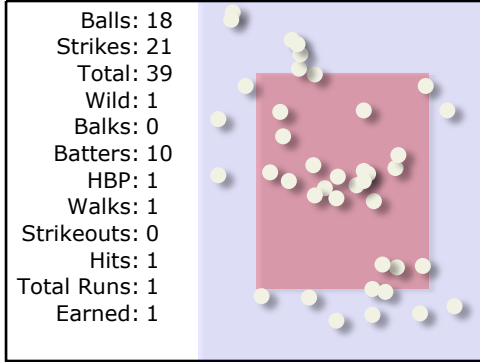 Balls: 18
Strikes: 21
Total: 39
Wild: 1
Balks: 0
Batters: 10
HBP: 1
Walks: 1
Strikeouts: 0
Hits: 1
Total Runs: 1
Earned: 1